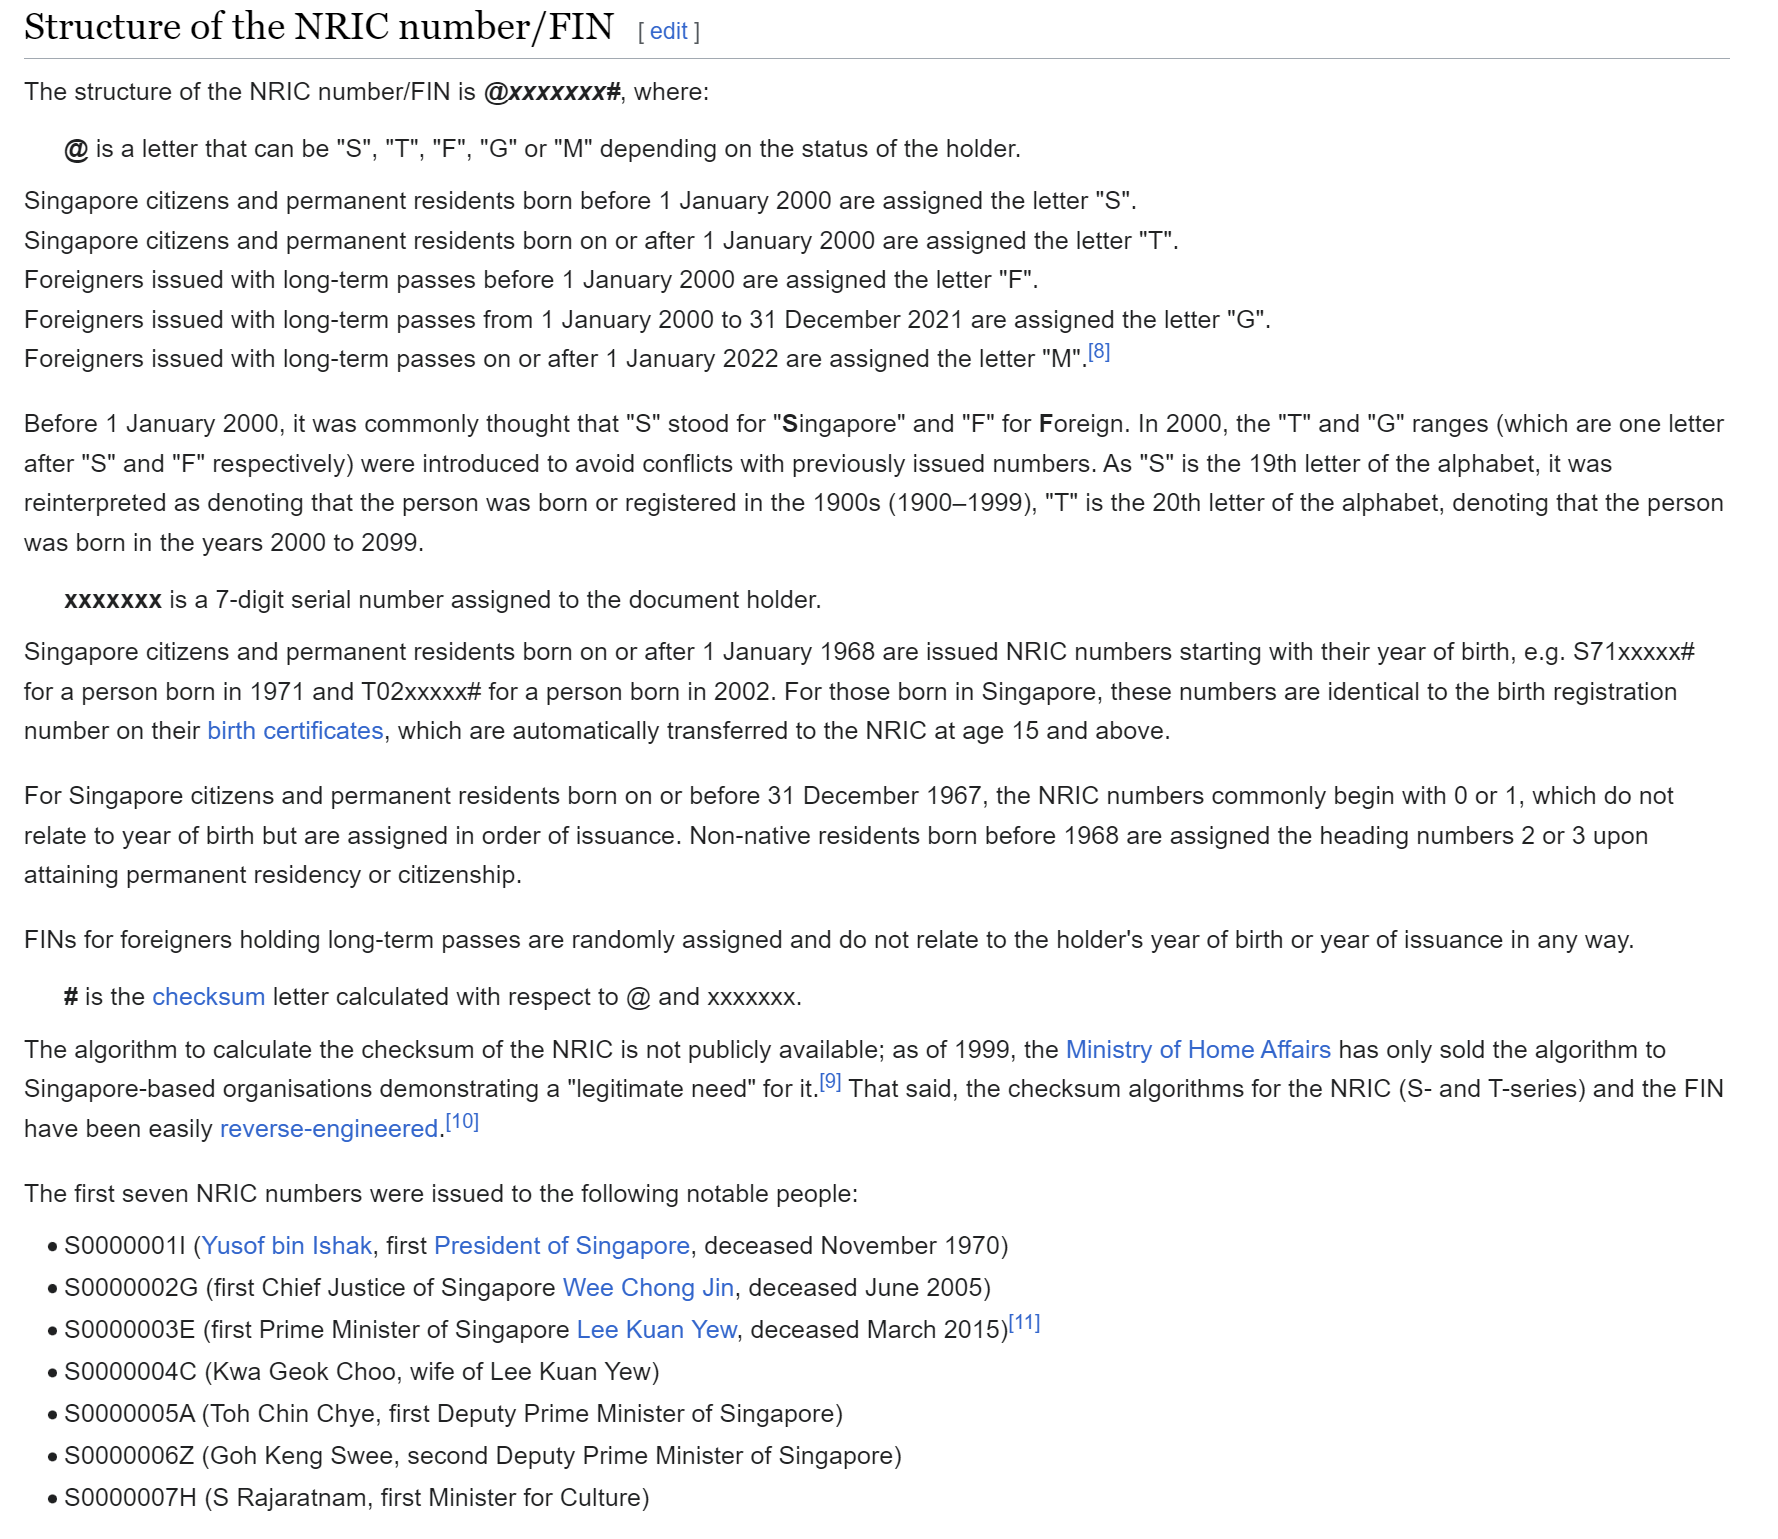 Structure of the NRIC number/FIN [ edit ]
The structure of the NRIC number/FIN is @xxxxxxx#, where:
@ is a letter that can be "S", "T", "F", "G" or "M" depending on the status of the holder.
Singapore citizens and permanent residents born before 1 January 2000 are assigned the letter "S".
Singapore citizens and permanent residents born on or after 1 January 2000 are assigned the letter "T".
Foreigners issued with long-term passes before 1 January 2000 are assigned the letter "F".
Foreigners issued with long-term passes from 1 January 2000 to 31 December 2021 are assigned the letter "G".
Foreigners issued with long-term passes on or after 1 January 2022 are assigned the letter "M".[8]
Before 1 January 2000, it was commonly thought that "S" stood for "Singapore" and "F" for Foreign. In 2000, the "T" and "G" ranges (which are one letter
after "S" and "F" respectively) were introduced to avoid conflicts with previously issued numbers. As "S" is the 19th letter of the alphabet, it was
reinterpreted as denoting that the person was born or registered in the 1900s (1900–1999), "T" is the 20th letter of the alphabet, denoting that the person
was born in the years 2000 to 2099.
xxxxxxx is a 7-digit serial number assigned to the document holder.
Singapore citizens and permanent residents born on or after 1 January 1968 are issued NRIC numbers starting with their year of birth, e.g. S71xxxxx#
for a person born in 1971 and T02xxxxx# for a person born in 2002. For those born in Singapore, these numbers are identical to the birth registration
number on their birth certificates, which are automatically transferred to the NRIC at age 15 and above.
For Singapore citizens and permanent residents born on or before 31 December 1967, the NRIC numbers commonly begin with 0 or 1, which do not
relate to year of birth but are assigned in order of issuance. Non-native residents born before 1968 are assigned the heading numbers 2 or 3 upon
attaining permanent residency or citizenship.
FINs for foreigners holding long-term passes are randomly assigned and do not relate to the holder's year of birth or year of issuance in any way.
# is the checksum letter calculated with respect to @ and xxxxxxx.
The algorithm to calculate the checksum of the NRIC is not publicly available; as of 1999, the Ministry of Home Affairs has only sold the algorithm to
Singapore-based organisations demonstrating a "legitimate need" for it.[9] That said, the checksum algorithms for the NRIC (S- and T-series) and the FIN
have been easily reverse-engineered.[10]
The first seven NRIC numbers were issued to the following notable people:
• S0000001I (Yusof bin Ishak, first President of Singapore, deceased November 1970)
• S0000002G (first Chief Justice of Singapore Wee Chong Jin, deceased June 2005)
• S0000003E (first Prime Minister of Singapore Lee Kuan Yew, deceased March 2015)[11]
• S0000004C (Kwa Geok Choo, wife of Lee Kuan Yew)
• S0000005A (Toh Chin Chye, first Deputy Prime Minister of Singapore)
• S0000006Z (Goh Keng Swee, second Deputy Prime Minister of Singapore)
• S0000007H (S Rajaratnam, first Minister for Culture)